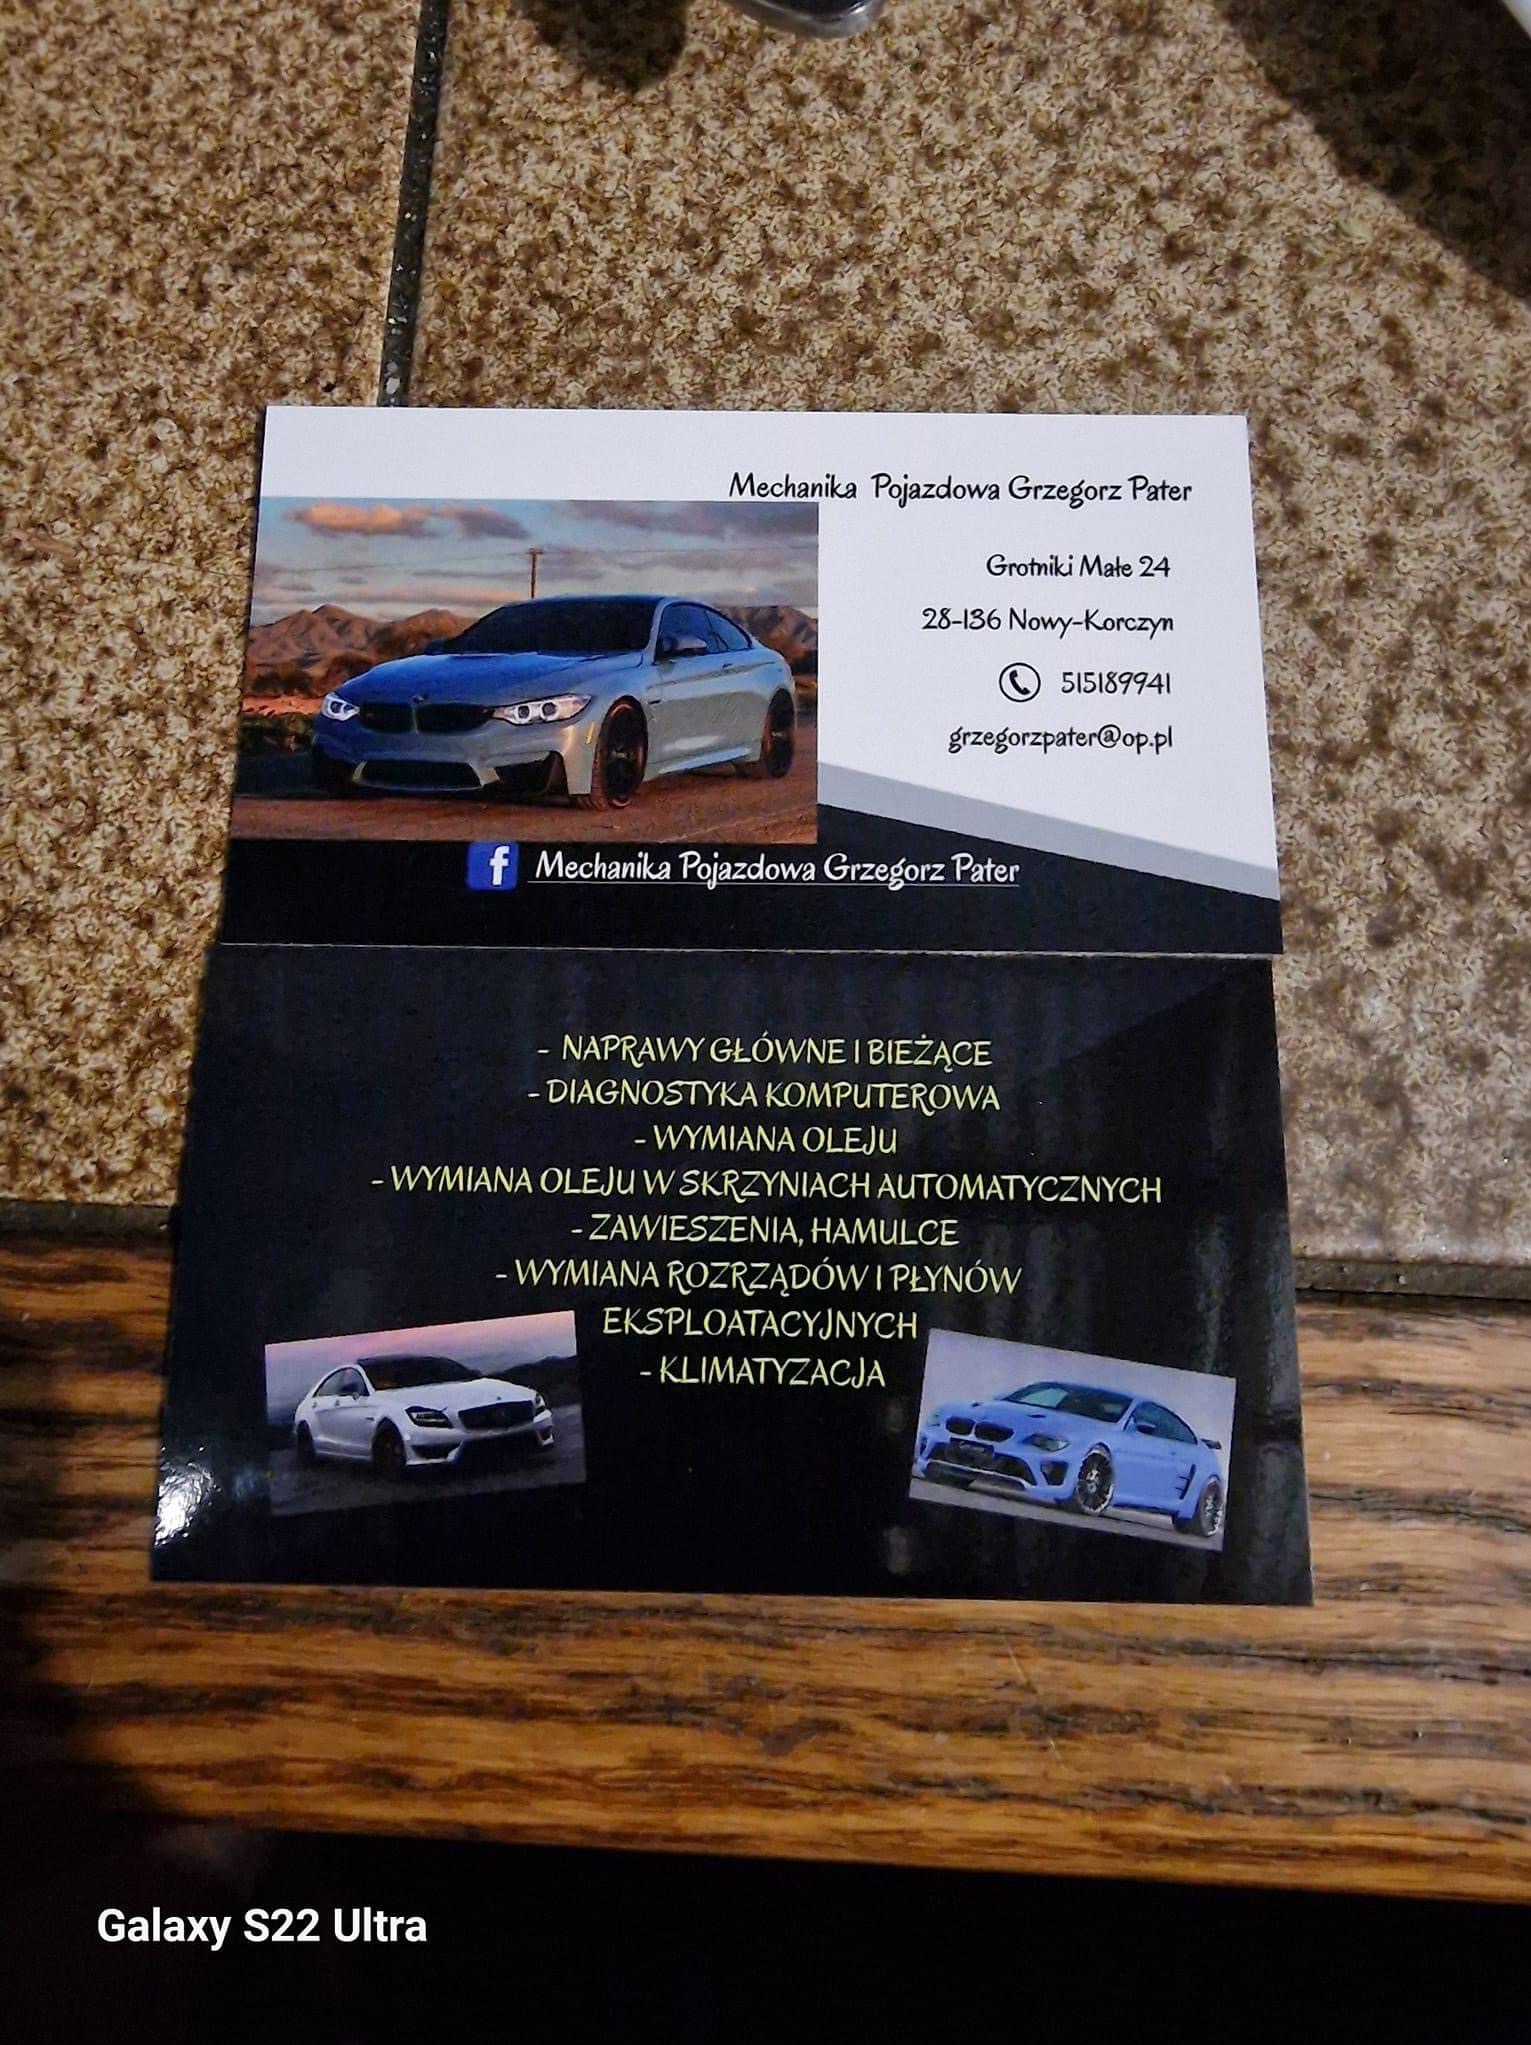 Mechanika Pojazdowa Grzegorz Pater
Grotniki Małe 24
28-136 Nowy-Korczyn
515189941
grzegorzpater@op.pl
f Mechanika Pojazdowa Grzegorz Pater
- NAPRAWY GŁÓWNE I BIEŻĄCE
- DIAGNOSTYKA KOMPUTEROWA
- WYMIANA OLEJU
- WYMIANA OLEJU W SKRZYNIACH AUTOMATYCZNYCH
- ZAWIESZENIA, HAMULCE
- WYMIANA ROZRZĄDÓW I PŁYNÓW
EKSPLOATACYJNYCH
- KLIMATYZACJA
Galaxy S22 Ultra